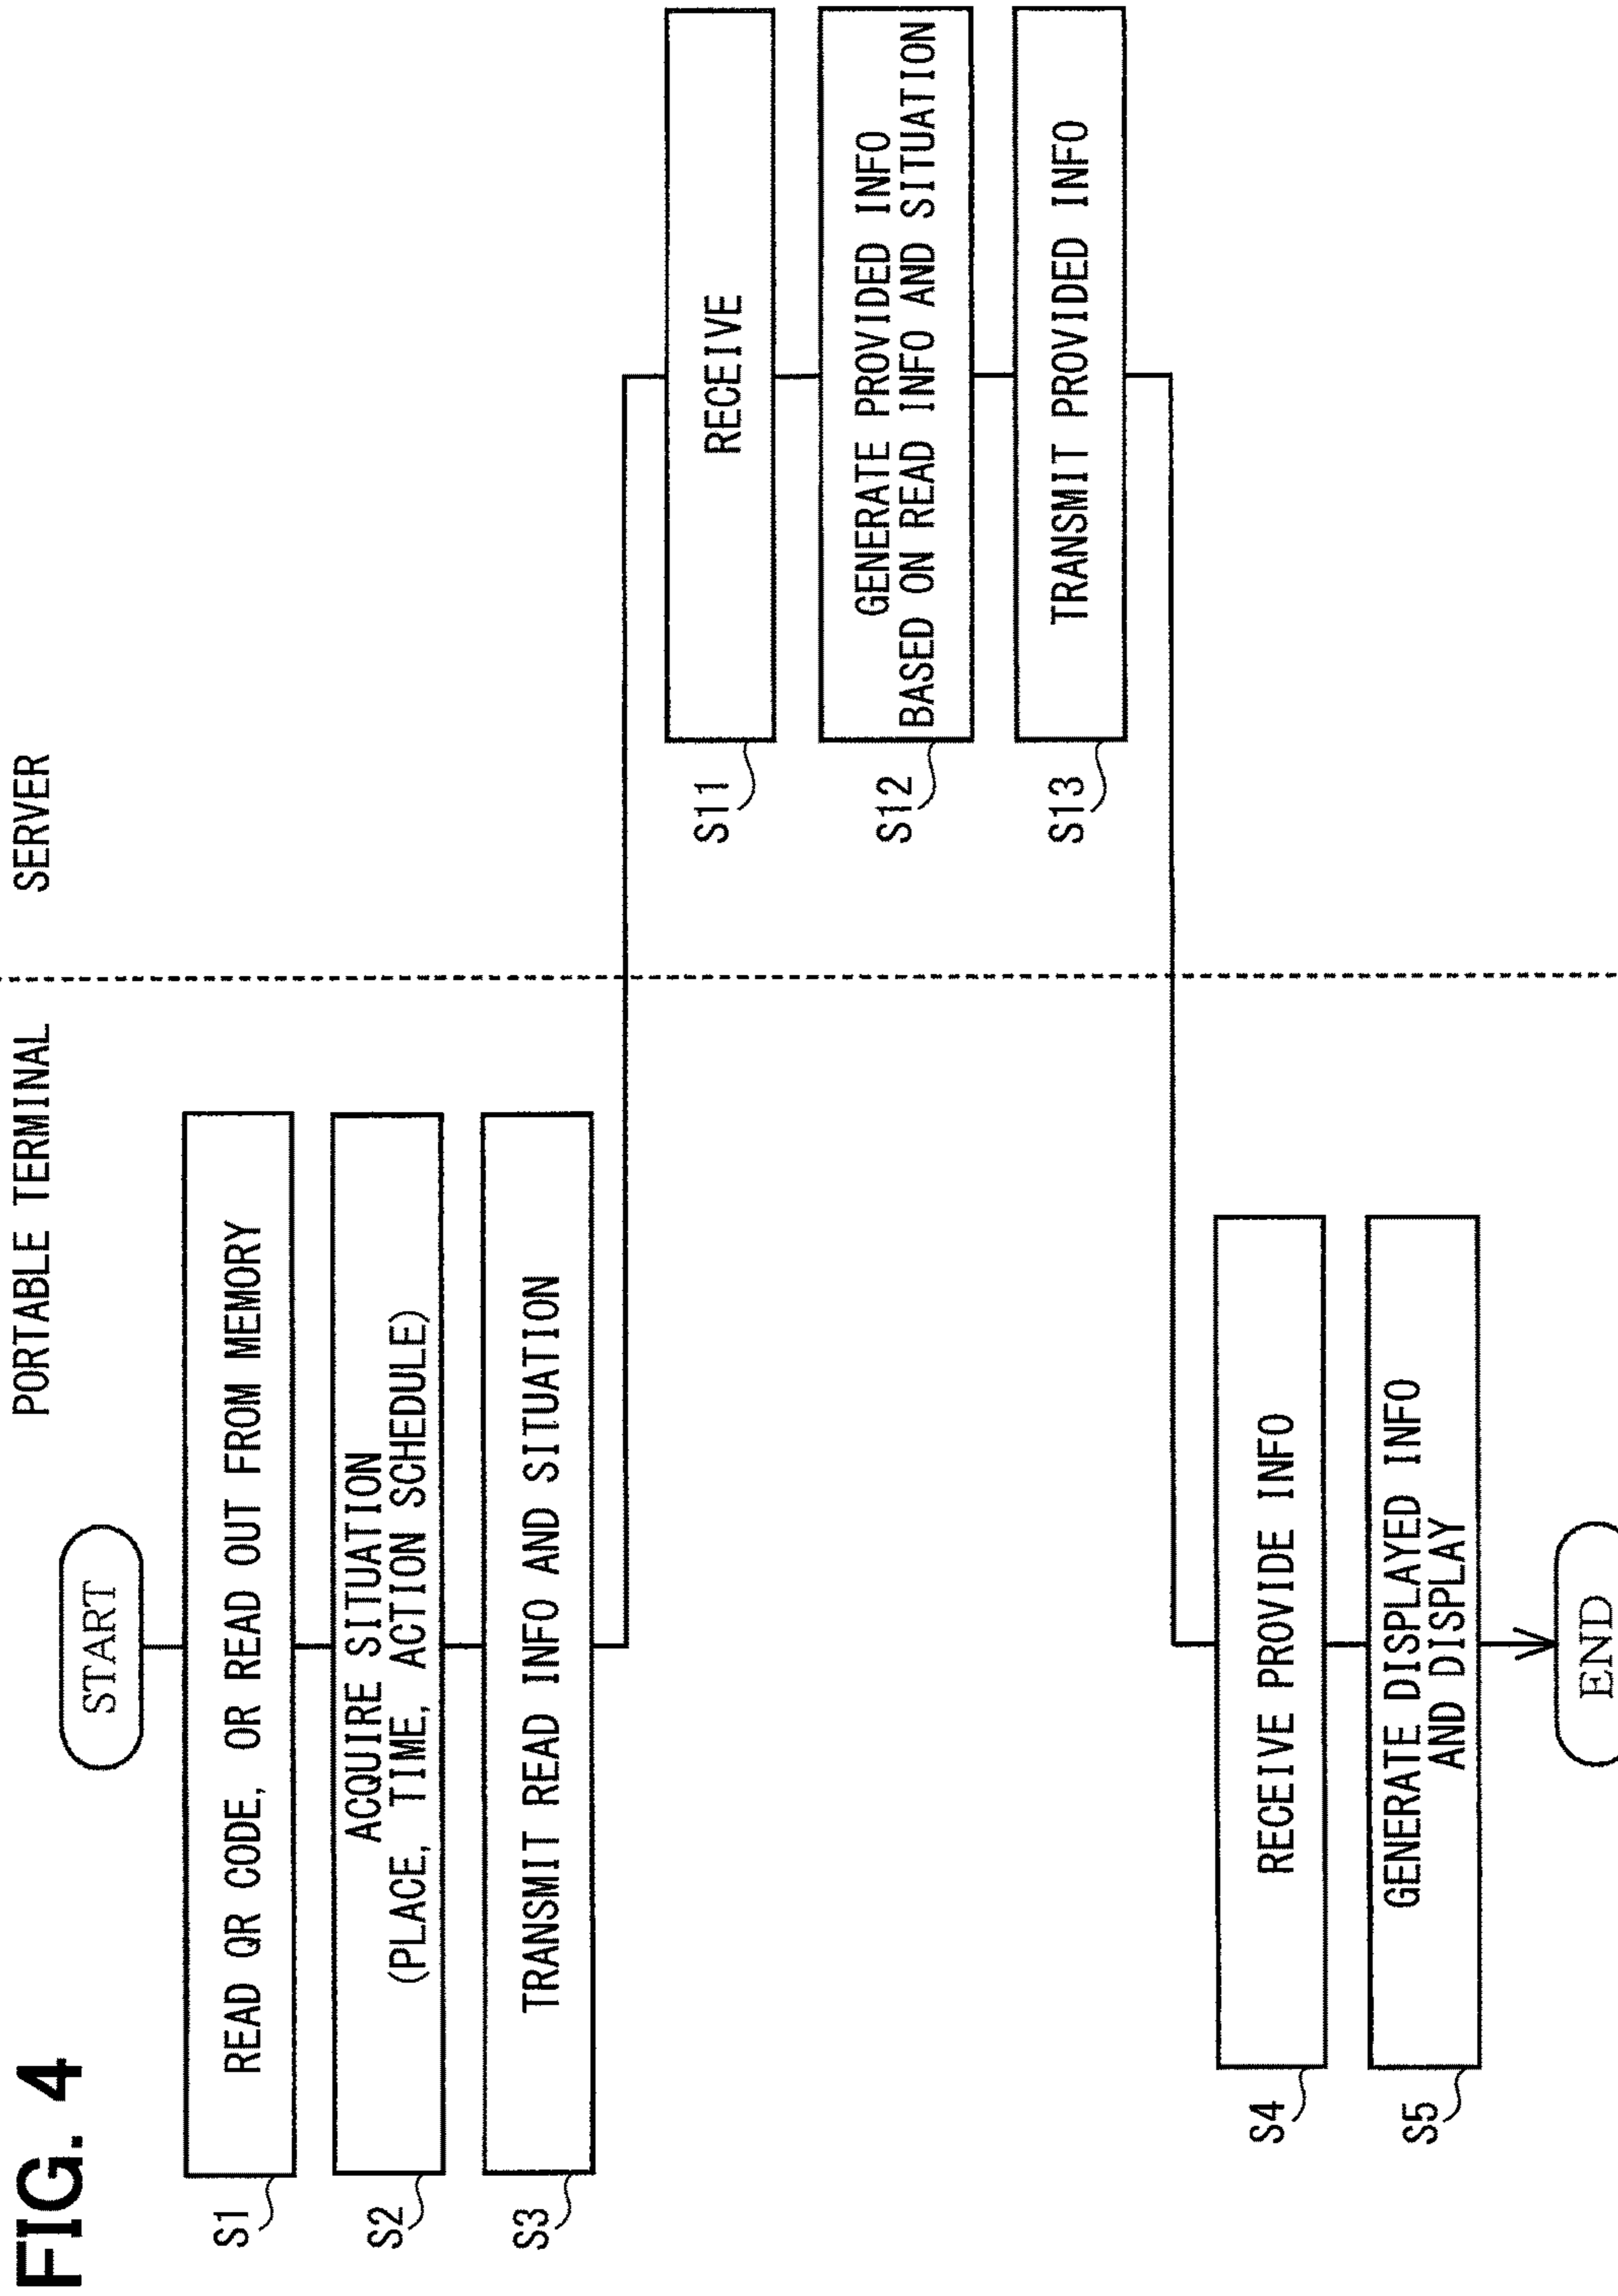 FIG. 4
PORTABLE TERMINAL
SERVER
START
S1
READ QR CODE, OR READ OUT FROM MEMORY
S2
ACQUIRE SITUATION
(PLACE, TIME, ACTION SCHEDULE)
S3
TRANSMIT READ INFO AND SITUATION
S11
RECEIVE
S12
GENERATE PROVIDED INFO
BASED ON READ INFO AND SITUATION
S13
TRANSMIT PROVIDED INFO
S4
RECEIVE PROVIDE INFO
S5
GENERATE DISPLAYED INFO
AND DISPLAY
END